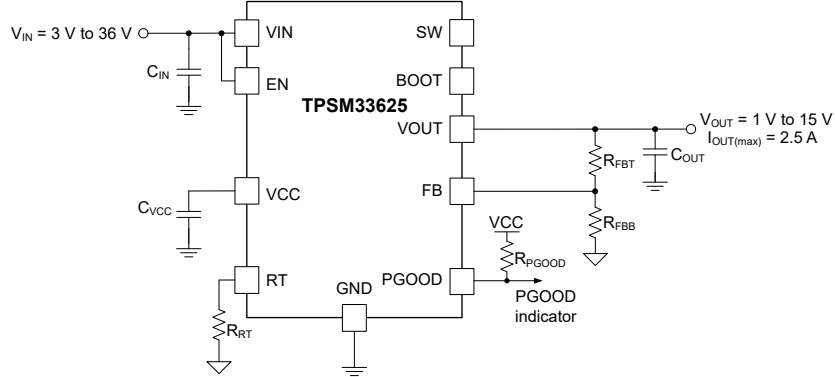 V_IN = 3 V to 36 V
C_IN
VIN
EN
SW
BOOT
TPSM33625
VOUT
V_OUT = 1 V to 15 V
I_OUT(max) = 2.5 A
R_FBT
C_OUT
VCC
C_VCC
FB
R_FBB
VCC
R_PGOOD
RT
GND
PGOOD
PGOOD
indicator
R_RT